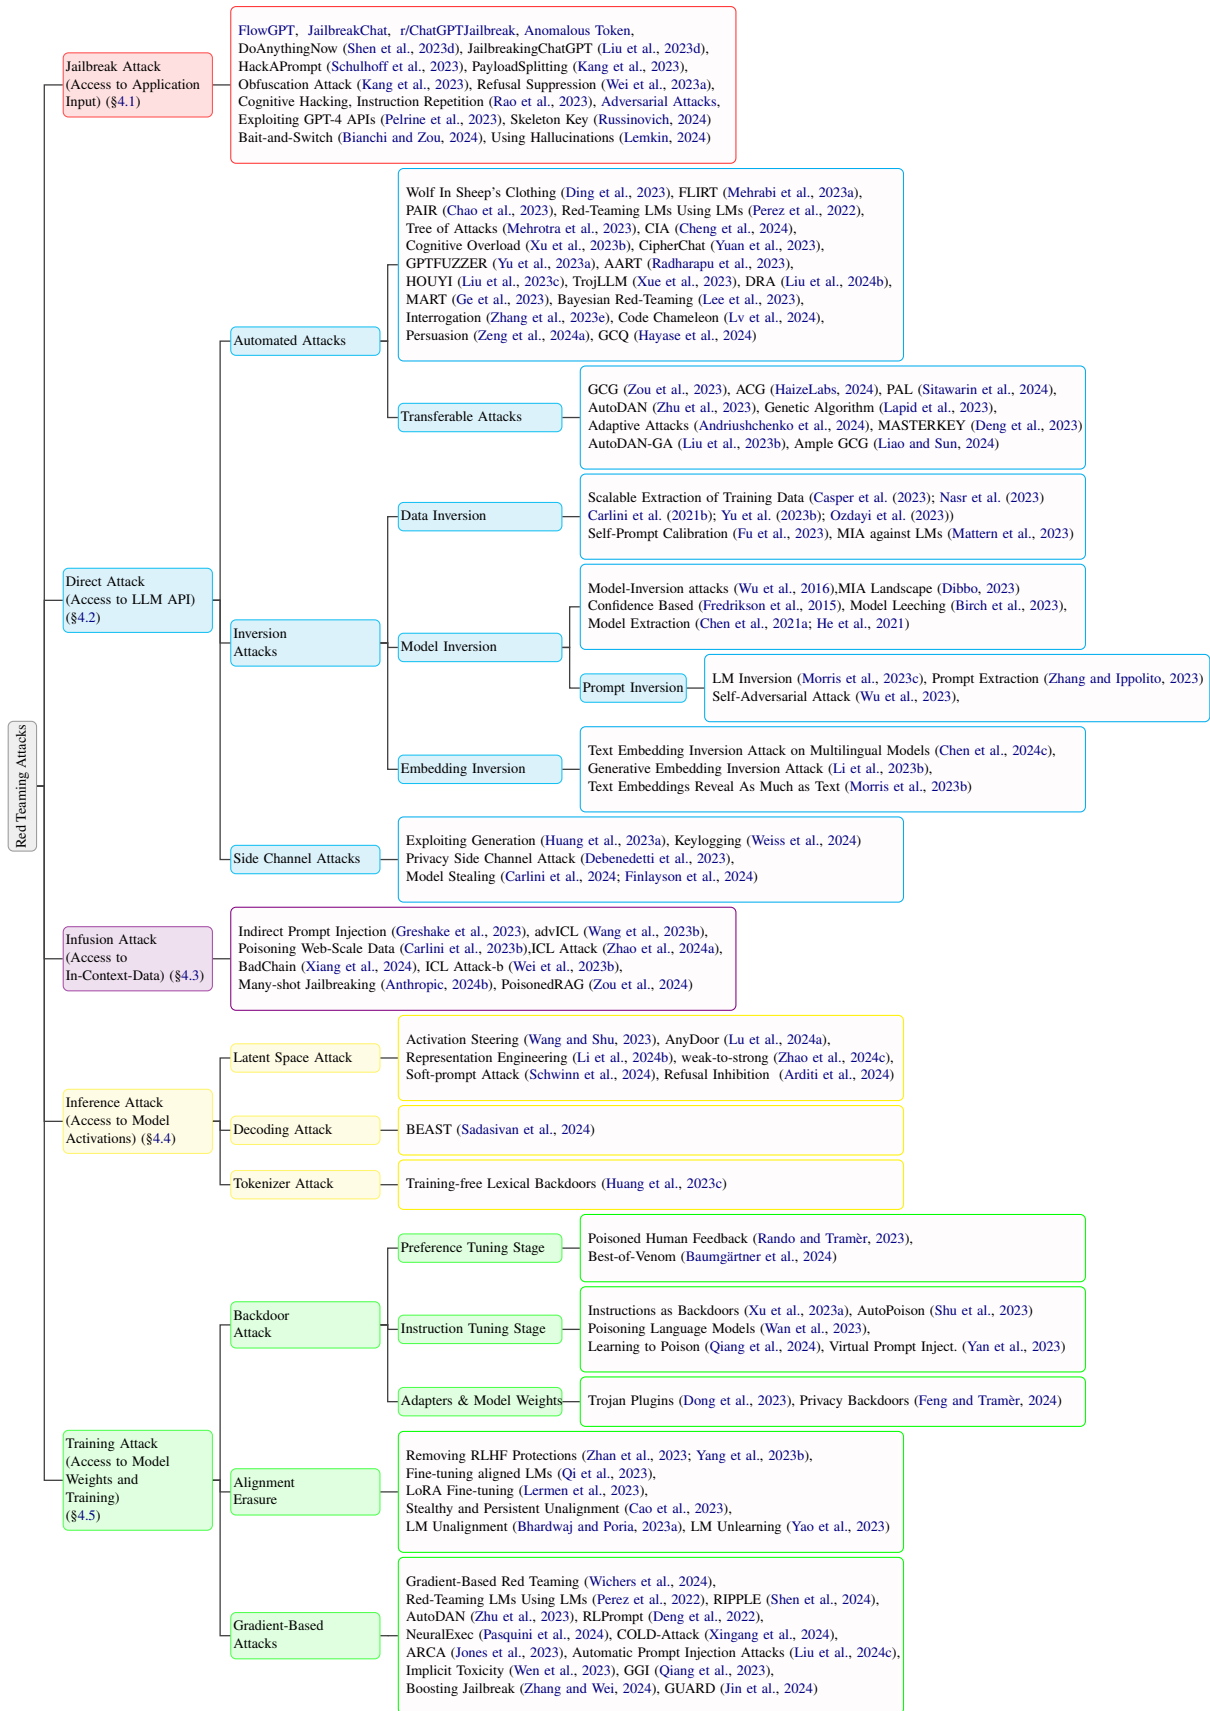 Red Teaming Attacks
Jailbreak Attack
(Access to Application
Input) (§4.1)
FlowGPT, JailbreakChat, r/ChatGPTJailbreak, Anomalous Token,
DoAnythingNow (Shen et al., 2023d), JailbreakingChatGPT (Liu et al., 2023d),
HackAPrompt (Schulhoff et al., 2023), PayloadSplitting (Kang et al., 2023),
Obfuscation Attack (Kang et al., 2023), Refusal Suppression (Wei et al., 2023a),
Cognitive Hacking, Instruction Repetition (Rao et al., 2023), Adversarial Attacks,
Exploiting GPT-4 APIs (Pelrine et al., 2023), Skeleton Key (Russinovich, 2024)
Bait-and-Switch (Bianchi and Zou, 2024), Using Hallucinations (Lemkin, 2024)
Direct Attack
(Access to LLM API)
(§4.2)
Automated Attacks
Wolf In Sheep's Clothing (Ding et al., 2023), FLIRT (Mehrabi et al., 2023a),
PAIR (Chao et al., 2023), Red-Teaming LMs Using LMs (Perez et al., 2022),
Tree of Attacks (Mehrotra et al., 2023), CIA (Cheng et al., 2024),
Cognitive Overload (Xu et al., 2023b), CipherChat (Yuan et al., 2023),
GPTFUZZER (Yu et al., 2023a), AART (Radharapu et al., 2023),
HOUYI (Liu et al., 2023c), TrojLLM (Xue et al., 2023), DRA (Liu et al., 2024b),
MART (Ge et al., 2023), Bayesian Red-Teaming (Lee et al., 2023),
Interrogation (Zhang et al., 2023e), Code Chameleon (Lv et al., 2024),
Persuasion (Zeng et al., 2024a), GCQ (Hayase et al., 2024)
Transferable Attacks
GCG (Zou et al., 2023), ACG (HaizeLabs, 2024), PAL (Sitawarin et al., 2024),
AutoDAN (Zhu et al., 2023), Genetic Algorithm (Lapid et al., 2023),
Adaptive Attacks (Andriushchenko et al., 2024), MASTERKEY (Deng et al., 2023)
AutoDAN-GA (Liu et al., 2023b), Ample GCG (Liao and Sun, 2024)
Inversion
Attacks
Data Inversion
Scalable Extraction of Training Data (Casper et al. (2023); Nasr et al. (2023)
Carlini et al. (2021b); Yu et al. (2023b); Ozdayi et al. (2023))
Self-Prompt Calibration (Fu et al., 2023), MIA against LMs (Mattern et al., 2023)
Model Inversion
Model-Inversion attacks (Wu et al., 2016),MIA Landscape (Dibbo, 2023)
Confidence Based (Fredrikson et al., 2015), Model Leeching (Birch et al., 2023),
Model Extraction (Chen et al., 2021a; He et al., 2021)
Prompt Inversion
LM Inversion (Morris et al., 2023c), Prompt Extraction (Zhang and Ippolito, 2023)
Self-Adversarial Attack (Wu et al., 2023),
Embedding Inversion
Text Embedding Inversion Attack on Multilingual Models (Chen et al., 2024c),
Generative Embedding Inversion Attack (Li et al., 2023b),
Text Embeddings Reveal As Much as Text (Morris et al., 2023b)
Side Channel Attacks
Exploiting Generation (Huang et al., 2023a), Keylogging (Weiss et al., 2024)
Privacy Side Channel Attack (Debenedetti et al., 2023),
Model Stealing (Carlini et al., 2024; Finlayson et al., 2024)
Infusion Attack
(Access to
In-Context-Data) (§4.3)
Indirect Prompt Injection (Greshake et al., 2023), advICL (Wang et al., 2023b),
Poisoning Web-Scale Data (Carlini et al., 2023b),ICL Attack (Zhao et al., 2024a),
BadChain (Xiang et al., 2024), ICL Attack-b (Wei et al., 2023b),
Many-shot Jailbreaking (Anthropic, 2024b), PoisonedRAG (Zou et al., 2024)
Inference Attack
(Access to Model
Activations) (§4.4)
Latent Space Attack
Activation Steering (Wang and Shu, 2023), AnyDoor (Lu et al., 2024a),
Representation Engineering (Li et al., 2024b), weak-to-strong (Zhao et al., 2024c),
Soft-prompt Attack (Schwinn et al., 2024), Refusal Inhibition (Arditi et al., 2024)
Decoding Attack
BEAST (Sadasivan et al., 2024)
Tokenizer Attack
Training-free Lexical Backdoors (Huang et al., 2023c)
Training Attack
(Access to Model
Weights and
Training)
(§4.5)
Backdoor
Attack
Preference Tuning Stage
Poisoned Human Feedback (Rando and Tramèr, 2023),
Best-of-Venom (Baumgärtner et al., 2024)
Instruction Tuning Stage
Instructions as Backdoors (Xu et al., 2023a), AutoPoison (Shu et al., 2023)
Poisoning Language Models (Wan et al., 2023),
Learning to Poison (Qiang et al., 2024), Virtual Prompt Inject. (Yan et al., 2023)
Adapters & Model Weights
Trojan Plugins (Dong et al., 2023), Privacy Backdoors (Feng and Tramèr, 2024)
Alignment
Erasure
Removing RLHF Protections (Zhan et al., 2023; Yang et al., 2023b),
Fine-tuning aligned LMs (Qi et al., 2023),
LoRA Fine-tuning (Lermen et al., 2023),
Stealthy and Persistent Unalignment (Cao et al., 2023),
LM Unalignment (Bhardwaj and Poria, 2023a), LM Unlearning (Yao et al., 2023)
Gradient-Based
Attacks
Gradient-Based Red Teaming (Wichers et al., 2024),
Red-Teaming LMs Using LMs (Perez et al., 2022), RIPPLE (Shen et al., 2024),
AutoDAN (Zhu et al., 2023), RLPrompt (Deng et al., 2022),
NeuralExec (Pasquini et al., 2024), COLD-Attack (Xingang et al., 2024),
ARCA (Jones et al., 2023), Automatic Prompt Injection Attacks (Liu et al., 2024c),
Implicit Toxicity (Wen et al., 2023), GGI (Qiang et al., 2023),
Boosting Jailbreak (Zhang and Wei, 2024), GUARD (Jin et al., 2024)